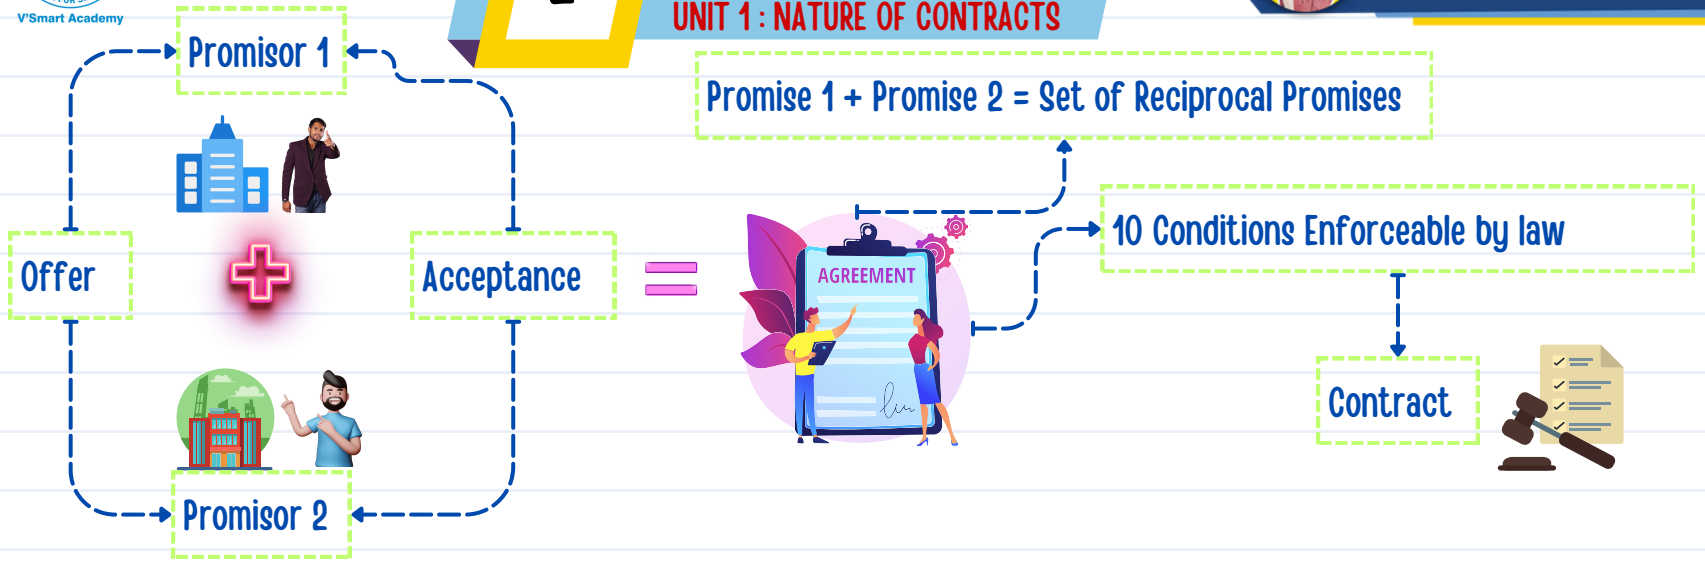 V'Smart Academy
UNIT 1 : NATURE OF CONTRACTS
Promisor 1
Promise 1 + Promise 2 = Set of Reciprocal Promises
10 Conditions Enforceable by law
Offer
Acceptance
AGREEMENT
Contract
Promisor 2